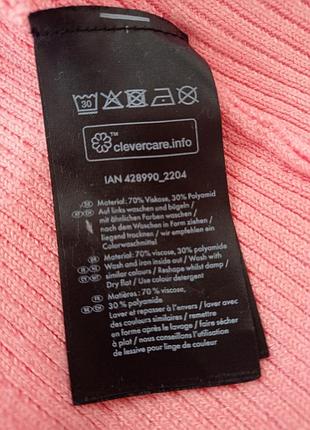 30
™
clevercare.info
IAN 428990_2204
Material: 70% Viskose, 30% Polyamid
Auf links waschen und bügeln /
mit ähnlichen Farben waschen /
nach dem Waschen in Form ziehen /
liegend trocknen / wir empfehlen ein
Colorwaschmittel
Material: 70% viscose, 30% polyamide
Wash and iron inside out / Wash with
similar colours / Reshape whilst damp /
Dry flat / Use colour detergent
Matières : 70 % viscose,
30 % polyamide
Laver et repasser à l'envers / laver avec
des couleurs similaires / remettre
en forme après le lavage / faire sécher
à plat / nous conseillons l'utilisation
de lessive pour linge de couleur